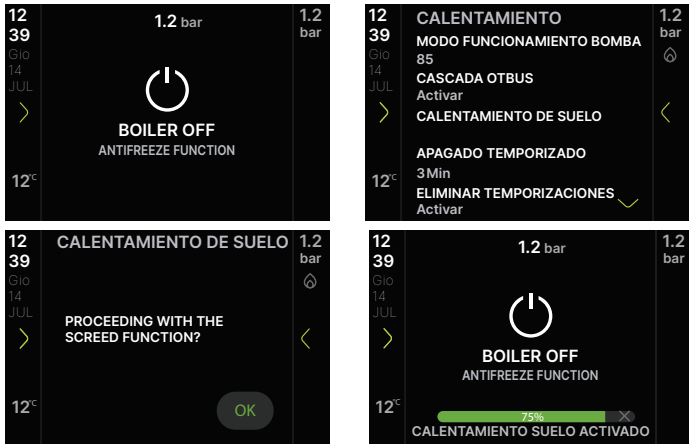 12
39
Gio
14
JUL
12°C
1.2 bar
BOILER OFF
ANTIFREEZE FUNCTION
1.2
bar
12
39
Gio
14
JUL
12°C
CALENTAMIENTO
MODO FUNCIONAMIENTO BOMBA
85
CASCADA OTBUS
Activar
CALENTAMIENTO DE SUELO
APAGADO TEMPORIZADO
3 Min
ELIMINAR TEMPORIZACIONES
Activar
1.2
bar
12
39
Gio
14
JUL
12°C
CALENTAMIENTO DE SUELO
PROCEEDING WITH THE
SCREED FUNCTION?
OK
1.2
bar
12
39
Gio
14
JUL
12°C
1.2 bar
BOILER OFF
ANTIFREEZE FUNCTION
75%
CALENTAMIENTO SUELO ACTIVADO
1.2
bar